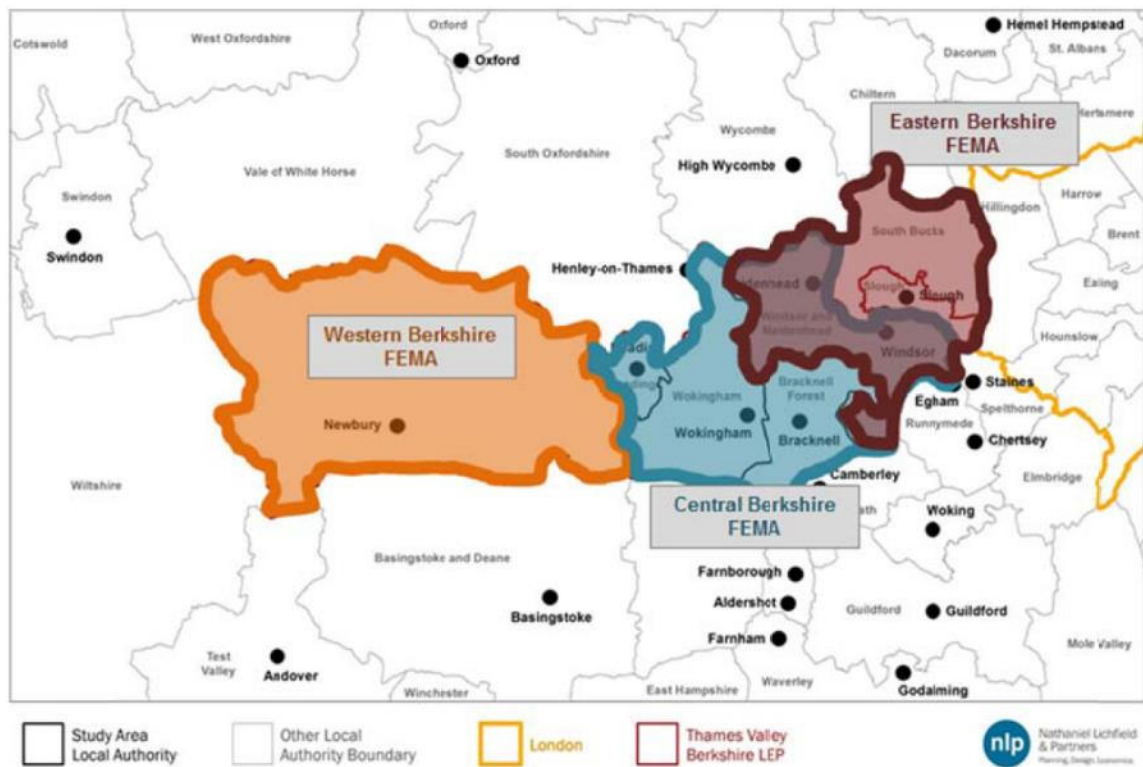 Oxford
Hemel Hempstead
Cotswold
West Oxfordshire
Oxford
Dacorum
St. Albans
Chiltern
Hertsmere
Eastern Berkshire
FEMA
Wycombe
South Oxfordshire
High Wycombe
Vale of White Horse
Swindon
Hillingdon
Harrow
Brent
South Bucks
Swindon
Henley-on-Thames
Ealing
Slough
Slough
Windsor and
Maidenhead
Hounslow
Western Berkshire
FEMA
Windsor
Bracknell
Forest
Staines
Egham
Spelthorne
Wokingham
Newbury
Wokingham
Bracknell
Runnymede
Chertsey
Camberley
Elmbridge
Wiltshire
Central Berkshire
FEMA
Woking
Basingstoke and Deane
Farnborough
Basingstoke
Aldershot
Guildford
Guildford
Farnham
Mole Valley
Test
Valley
Andover
Winchester
East Hampshire
Waverley
Godalming
Study Area
Local Authority
Other Local
Authority Boundary
London
Thames Valley
Berkshire LEP
nlp
Nathaniel Lichfield
& Partners
Planning. Design. Economics.